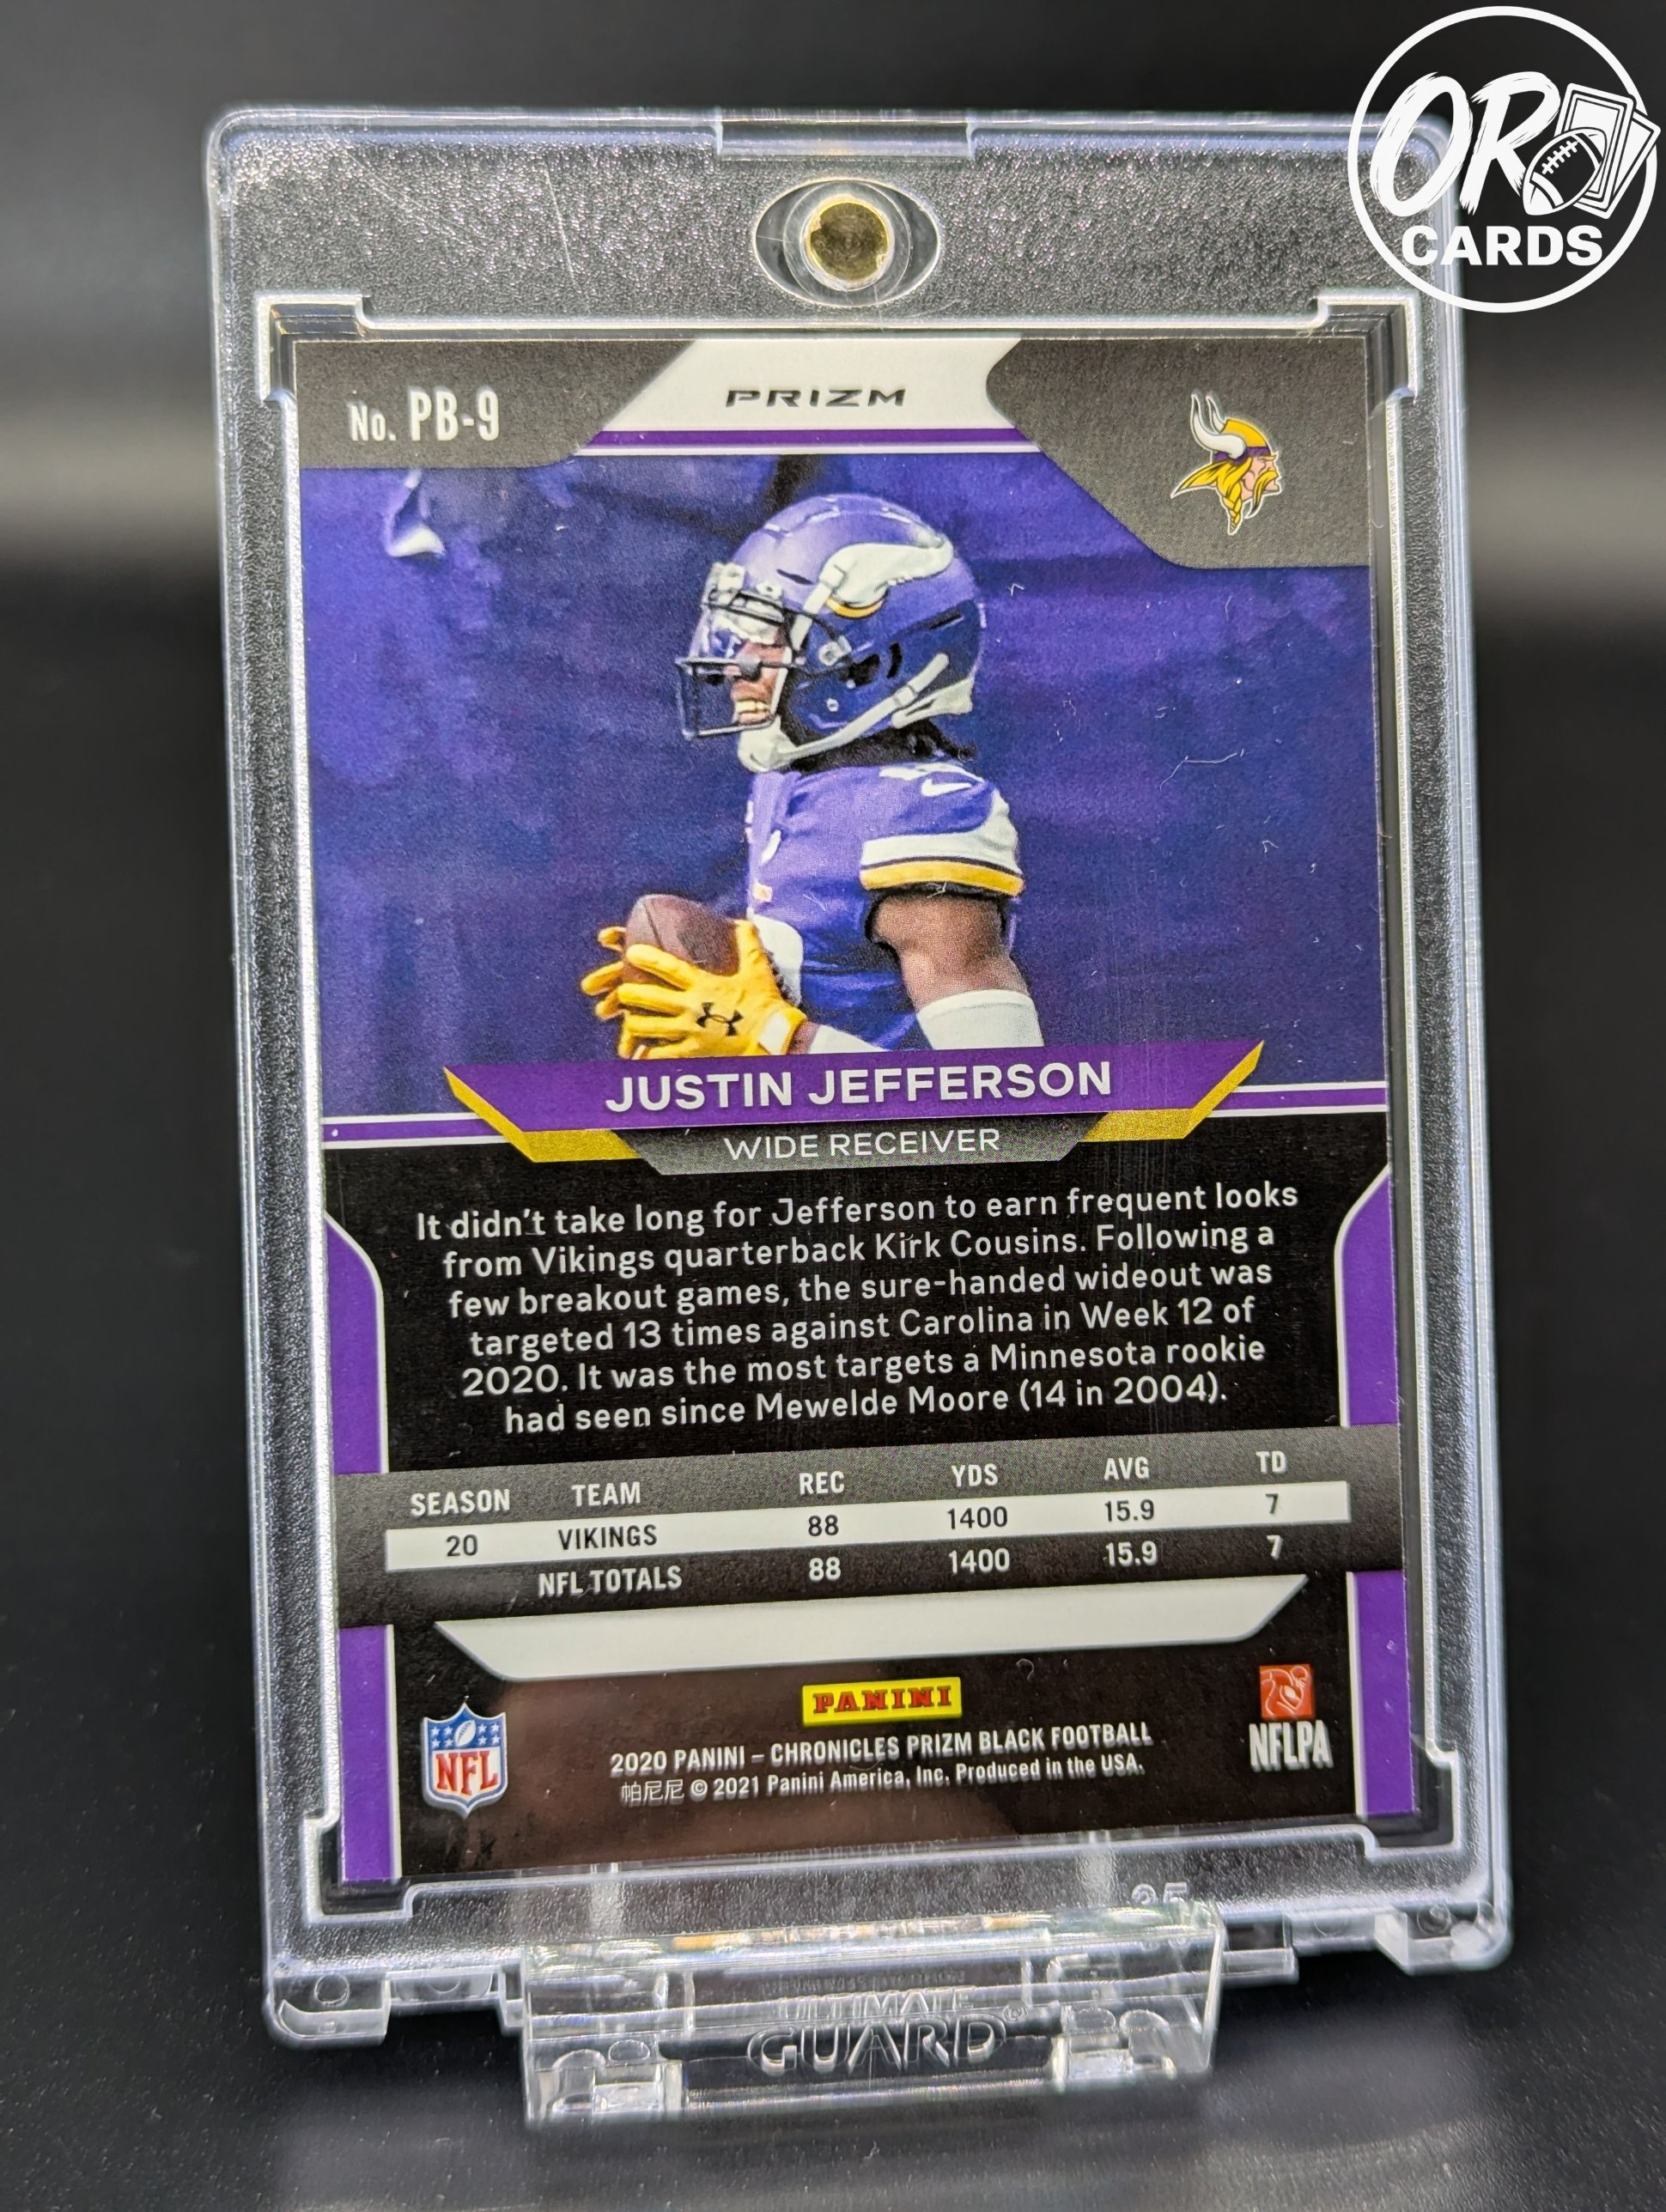 OR
CARDS
No. PB-9
PRIZM
JUSTIN JEFFERSON
WIDE RECEIVER
It didn't take long for Jefferson to earn frequent looks
from Vikings quarterback Kirk Cousins. Following a
few breakout games, the sure-handed wideout was
targeted 13 times against Carolina in Week 12 of
2020. It was the most targets a Minnesota rookie
had seen since Mewelde Moore (14 in 2004).
SEASON TEAM REC YDS AVG TD
20 VIKINGS 88 1400 15.9 7
NFL TOTALS 88 1400 15.9 7
PANINI
NFL
NFLPA
2020 PANINI – CHRONICLES PRIZM BLACK FOOTBALL
帕尼尼 © 2021 Panini America, Inc. Produced in the USA.
35
ULTIMATE
GUARD®